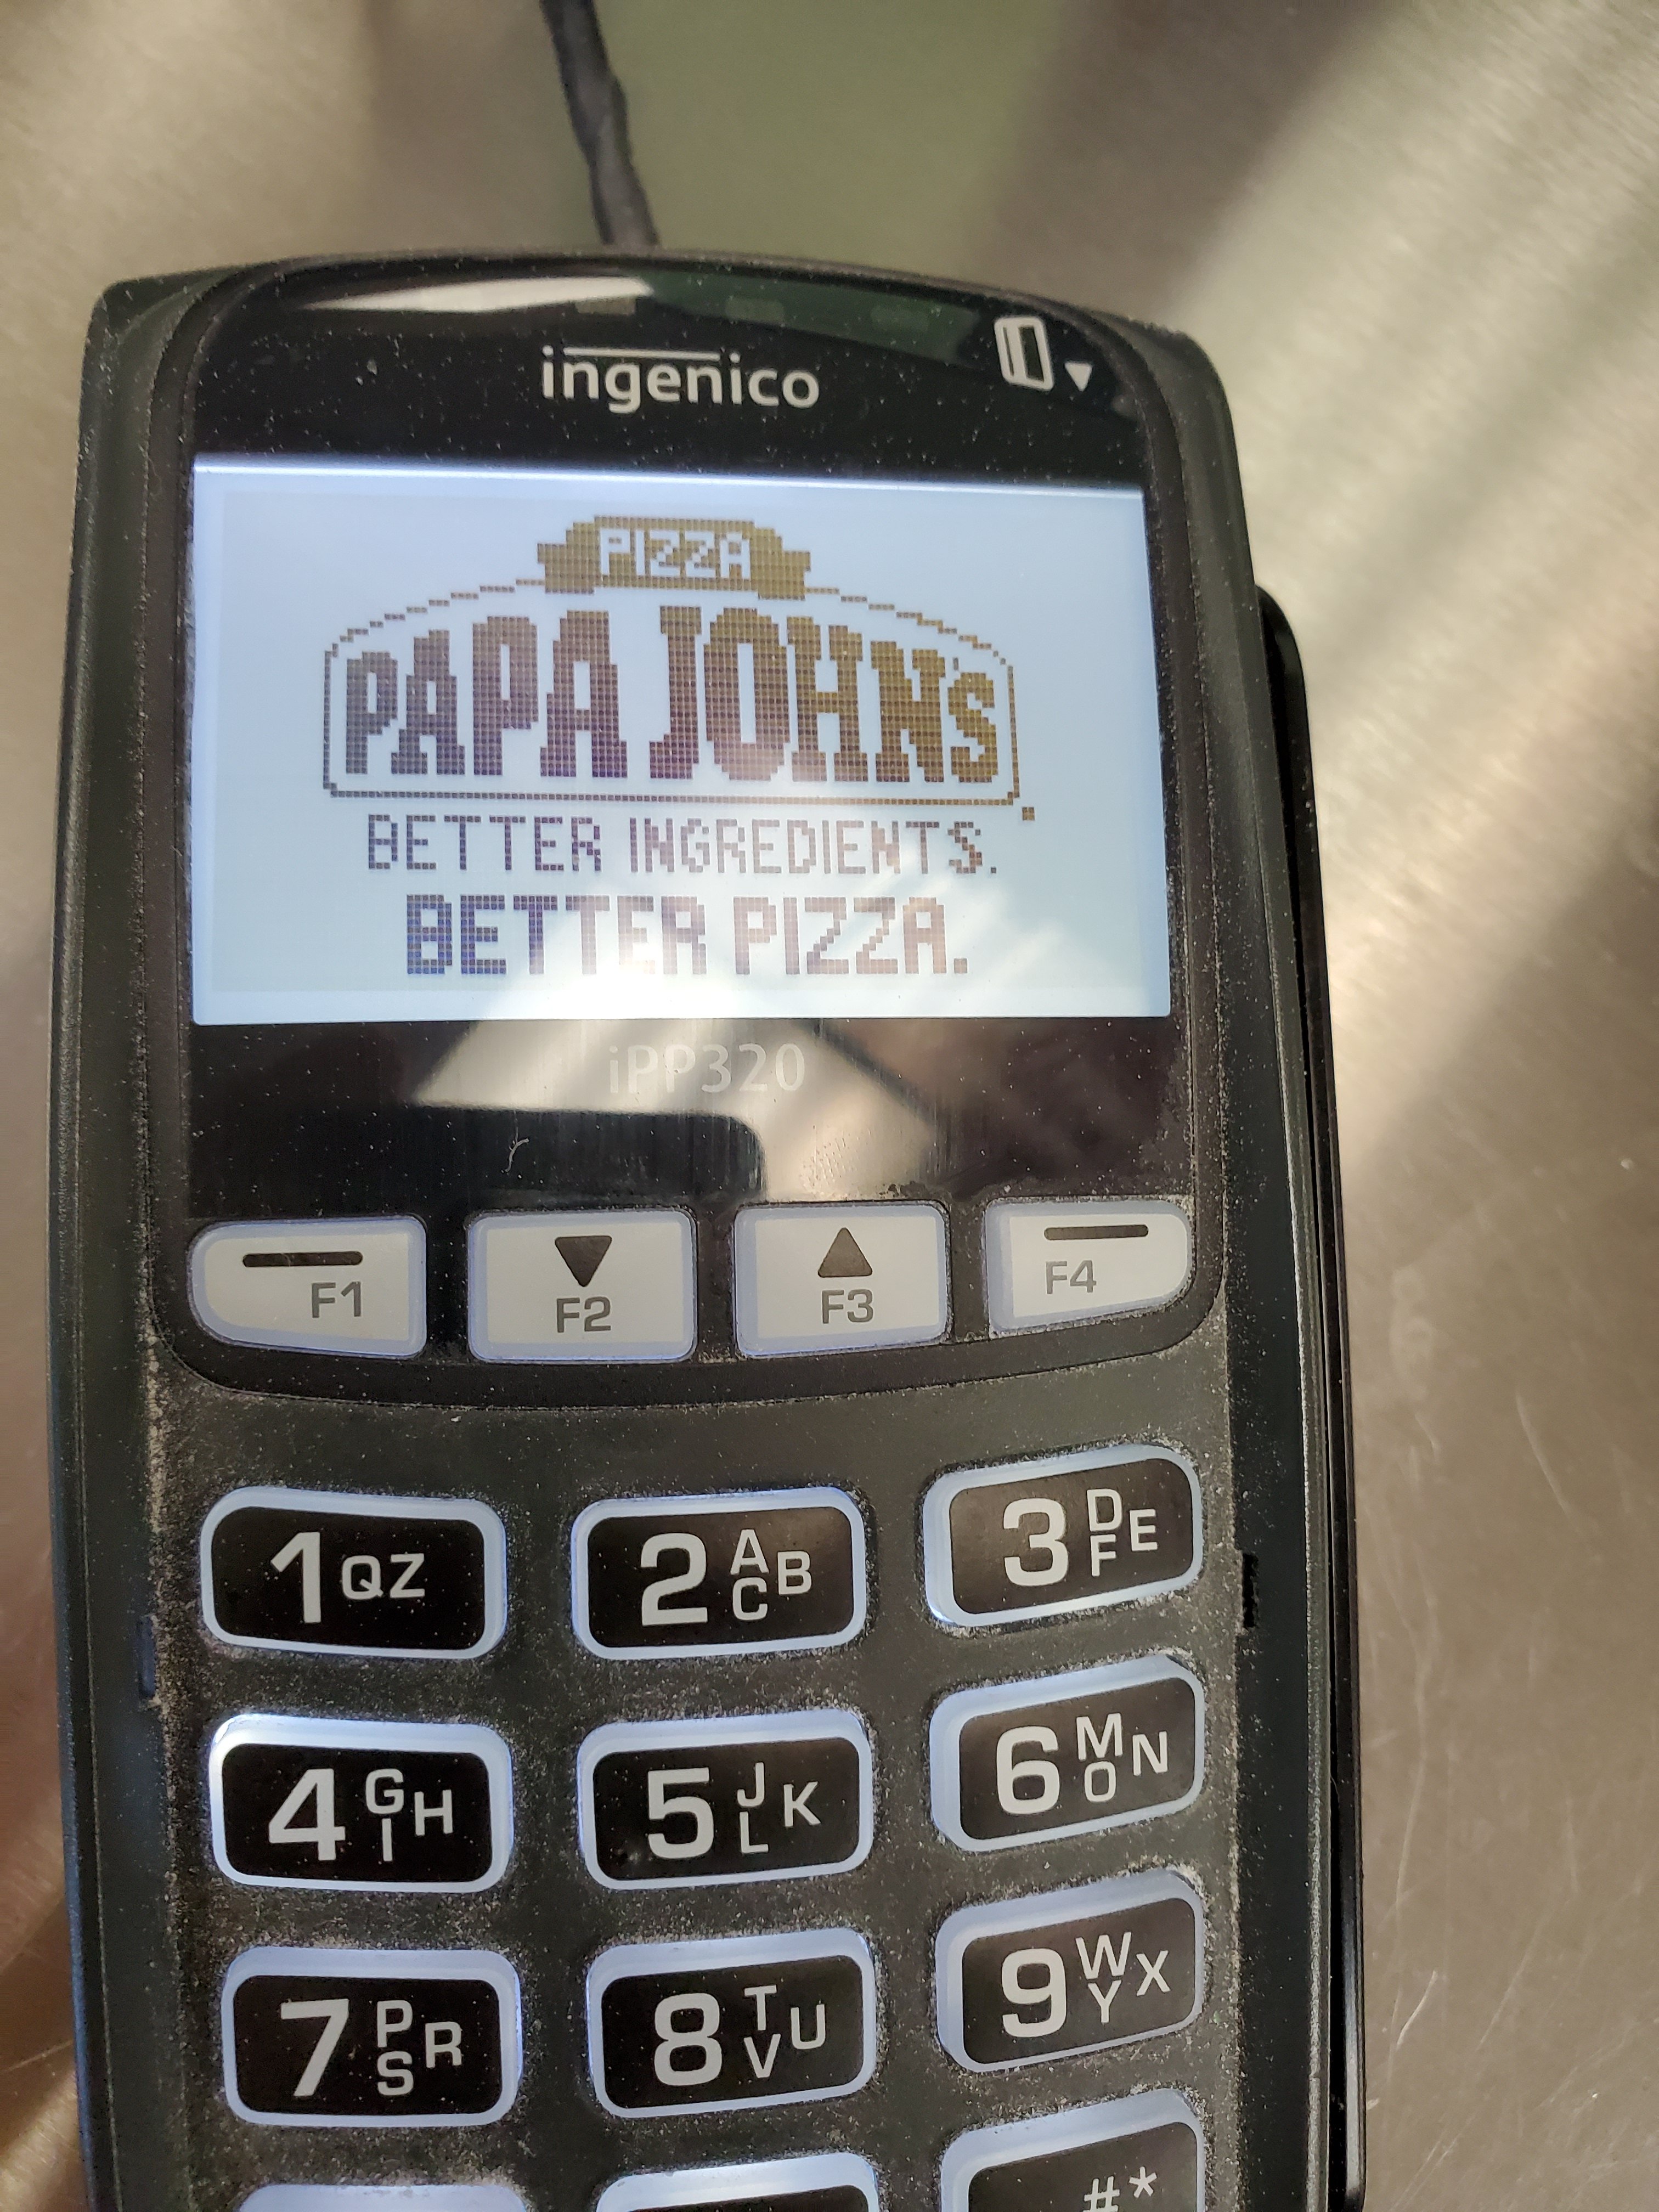 ingenico
PIZZA
PAPA JOHNS
BETTER INGREDIENTS.
BETTER PIZZA.
iPP320
F1 F2 F3 F4
1 QZ 2 ABC 3 DEF
4 GHI 5 JKL 6 MNO
7 PRS 8 TUV 9 WXY
#*